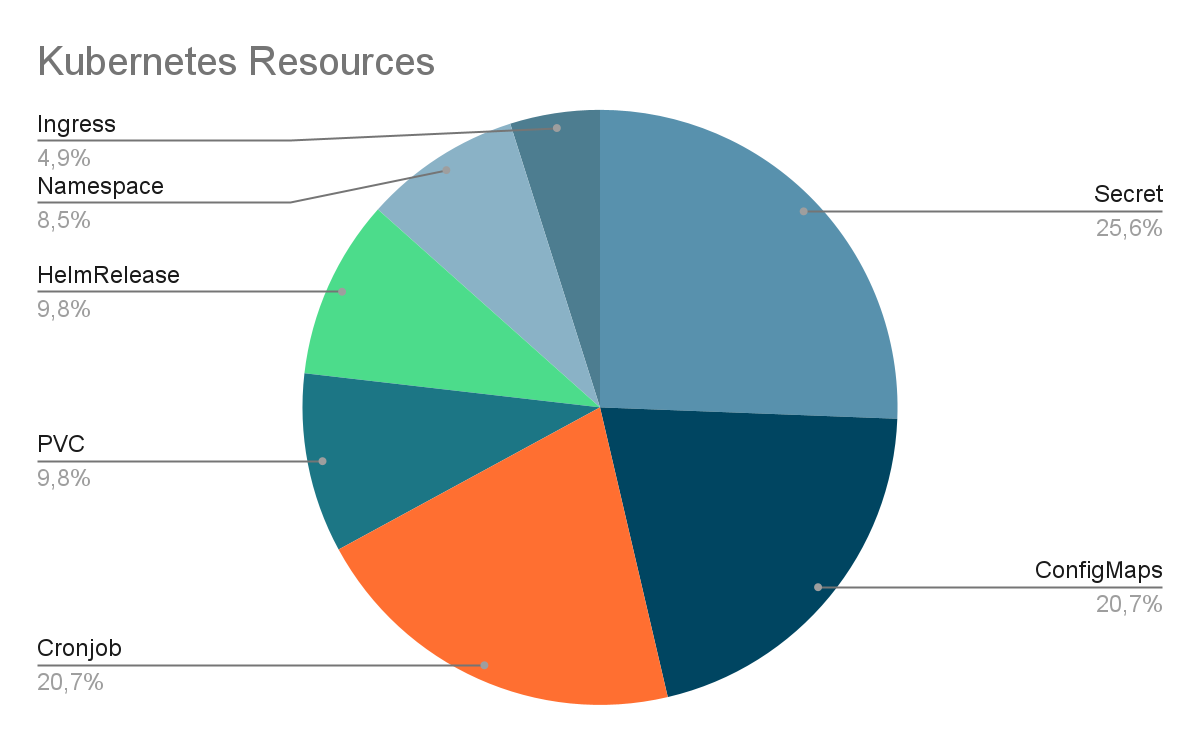 Kubernetes Resources
Ingress
4,9%
Namespace
8,5%
HelmRelease
9,8%
PVC
9,8%
Cronjob
20,7%
Secret
25,6%
ConfigMaps
20,7%